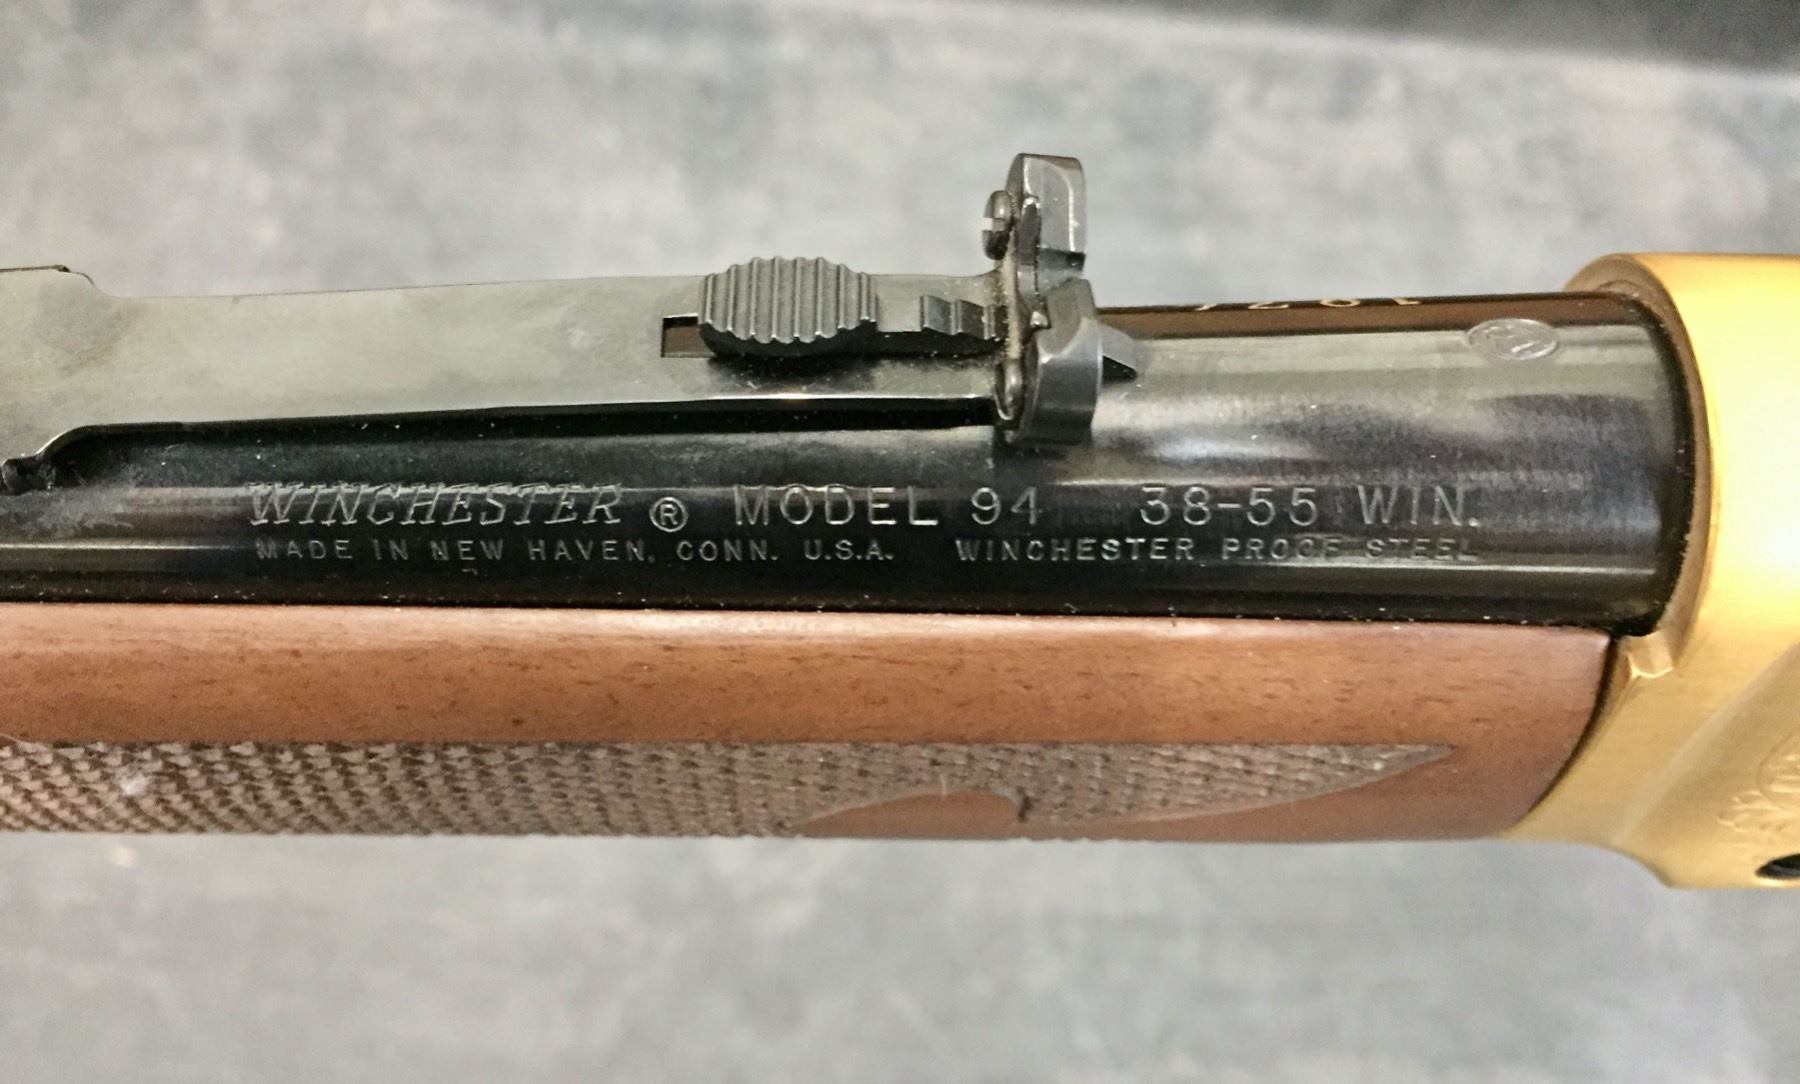 WINCHESTER ® MODEL 94 38-55 WIN.
MADE IN NEW HAVEN, CONN. U.S.A. WINCHESTER PROOF STEEL